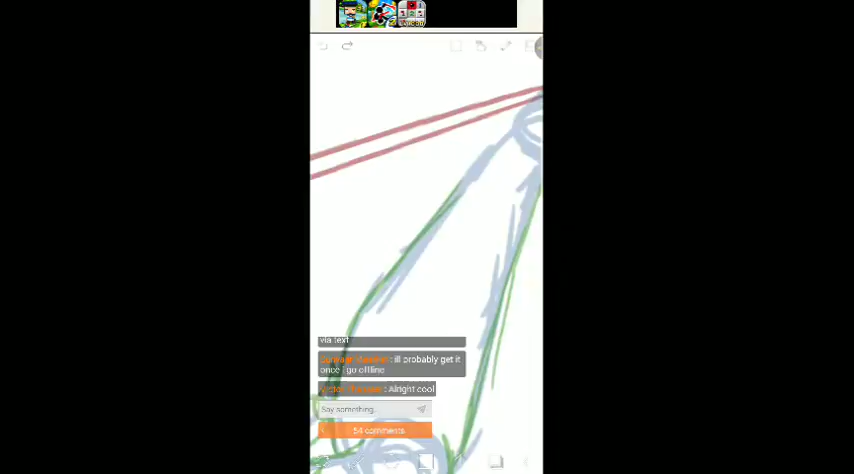 via text
: ill probably get it
once i go offline
: Alright cool
Say something..
54 comments